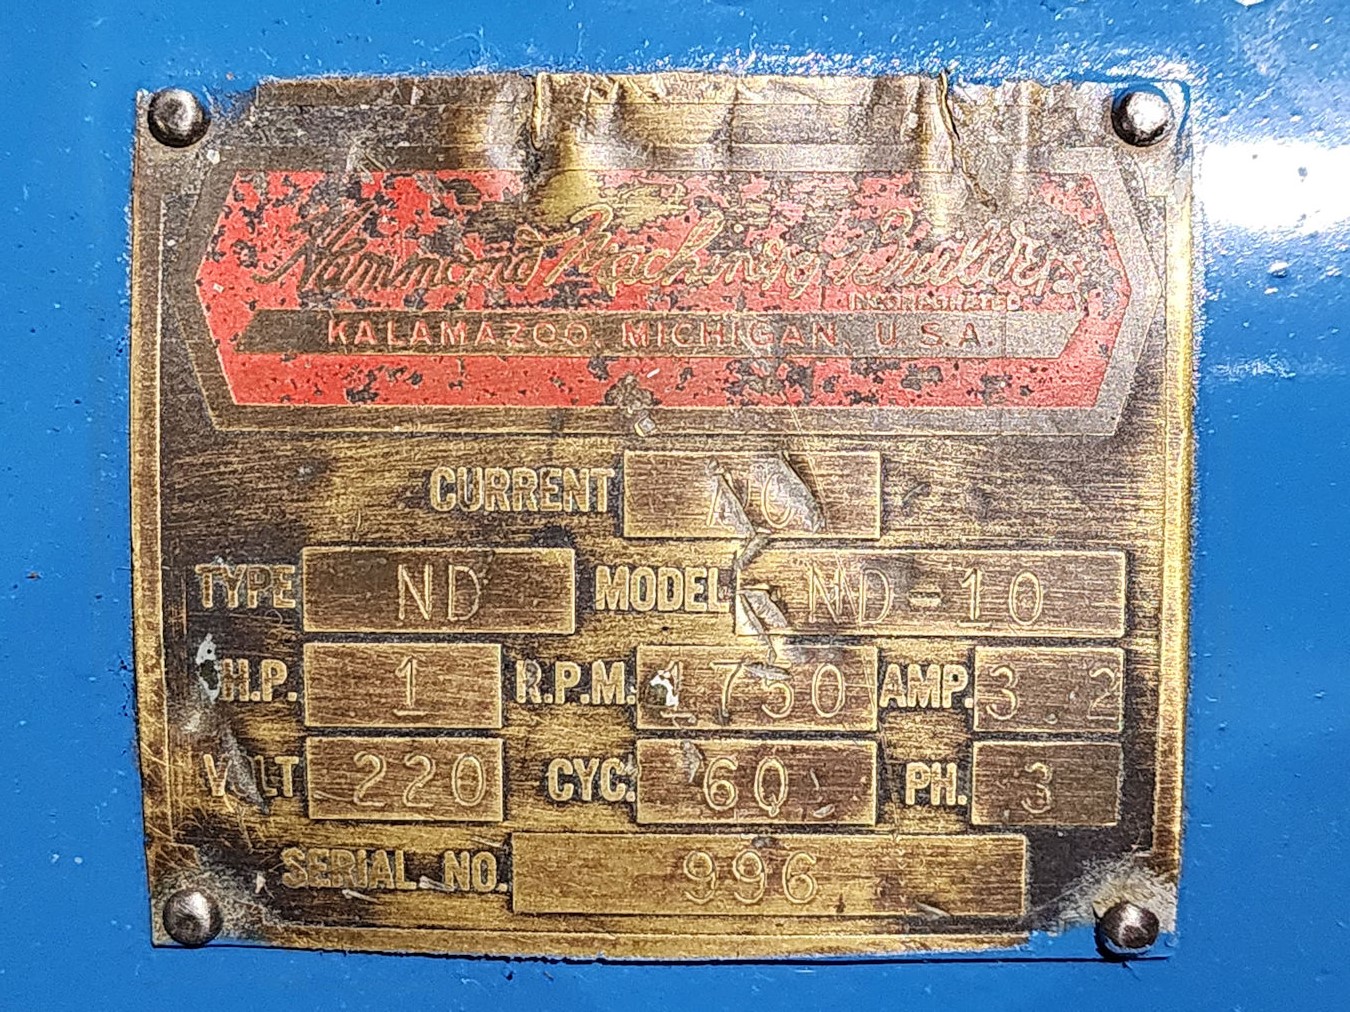 Hammond Machinery Builders
INCORPORATED
KALAMAZOO, MICHIGAN, U.S.A.
CURRENT AC
TYPE ND MODEL ND-10
H.P. 1 R.P.M. 1750 AMP. 3.2
VOLT 220 CYC. 60 PH. 3
SERIAL NO. 996